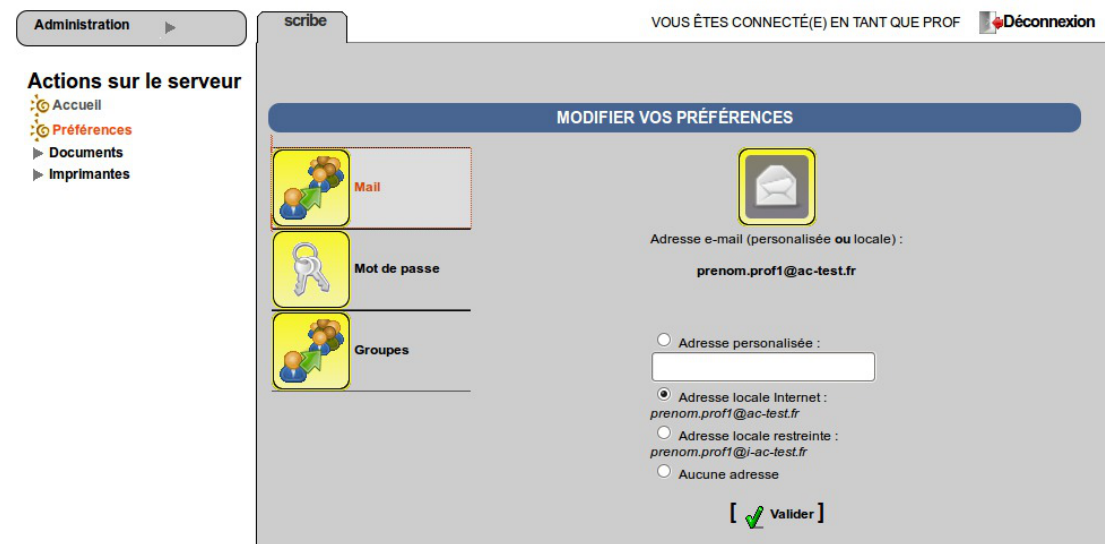 Administration
scribe
VOUS ÊTES CONNECTÉ(E) EN TANT QUE PROF
Déconnexion
Actions sur le serveur
Accueil
Préférences
Documents
Imprimantes
MODIFIER VOS PRÉFÉRENCES
Mail
Mot de passe
Groupes
Adresse e-mail (personalisée ou locale) :
prenom.prof1@ac-test.fr
Adresse personalisée :
Adresse locale Internet :
prenom.prof1@ac-test.fr
Adresse locale restreinte :
prenom.prof1@i-ac-test.fr
Aucune adresse
[ Valider ]